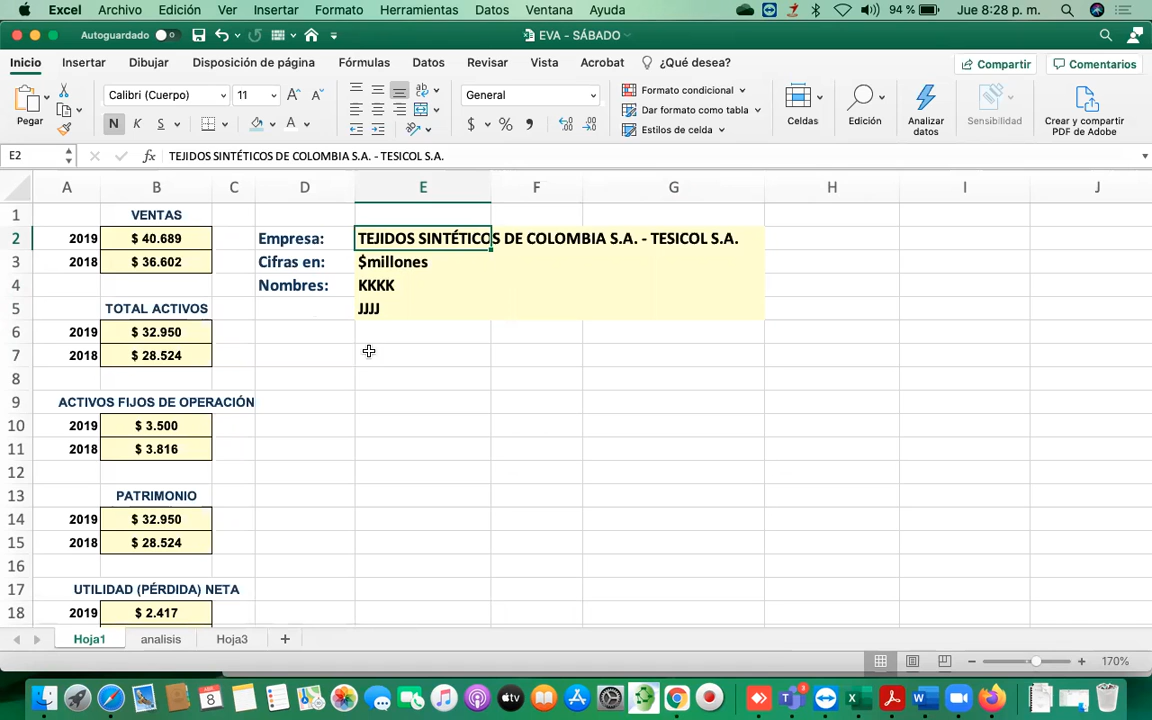 Excel Archivo Edición Ver Insertar Formato Herramientas Datos Ventana Ayuda 94 % Jue 8:28 p. m.
Autoguardado EVA - SÁBADO
Inicio Insertar Dibujar Disposición de página Fórmulas Datos Revisar Vista Acrobat ¿Qué desea? Compartir Comentarios
Pegar Calibri (Cuerpo) 11 General Formato condicional Celdas Edición Analizar datos Sensibilidad Crear y compartir PDF de Adobe
N K S A $ % Dar formato como tabla
Estilos de celda
E2 fx TEJIDOS SINTÉTICOS DE COLOMBIA S.A. - TESICOL S.A.
A B C D E F G H I J
1 VENTAS
2 2019 $ 40.689 Empresa: TEJIDOS SINTÉTICOS DE COLOMBIA S.A. - TESICOL S.A.
3 2018 $ 36.602 Cifras en: $millones
4 Nombres: KKKK
5 TOTAL ACTIVOS JJJJ
6 2019 $ 32.950
7 2018 $ 28.524
8
9 ACTIVOS FIJOS DE OPERACIÓN
10 2019 $ 3.500
11 2018 $ 3.816
12
13 PATRIMONIO
14 2019 $ 32.950
15 2018 $ 28.524
16
17 UTILIDAD (PÉRDIDA) NETA
18 2019 $ 2.417
Hoja1 analisis Hoja3
170%
8 3 tv